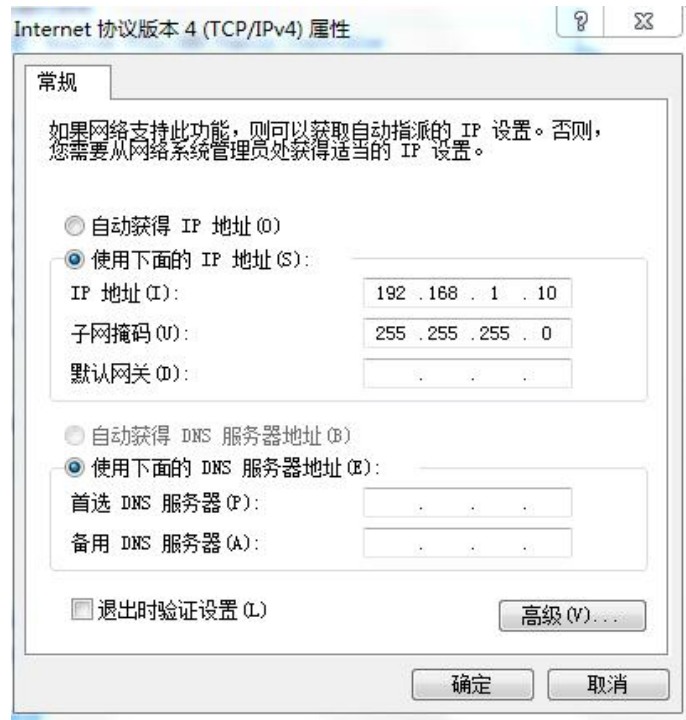 Internet 协议版本 4 (TCP/IPv4) 属性
常规
如果网络支持此功能，则可以获取自动指派的 IP 设置。否则，
您需要从网络系统管理员处获得适当的 IP 设置。
自动获得 IP 地址(O)
使用下面的 IP 地址(S):
IP 地址(I): 192 .168 . 1 . 10
子网掩码(U): 255 .255 .255 . 0
默认网关(D): . . .
自动获得 DNS 服务器地址(B)
使用下面的 DNS 服务器地址(E):
首选 DNS 服务器(P): . . .
备用 DNS 服务器(A): . . .
退出时验证设置(L)
高级(V)...
确定 取消